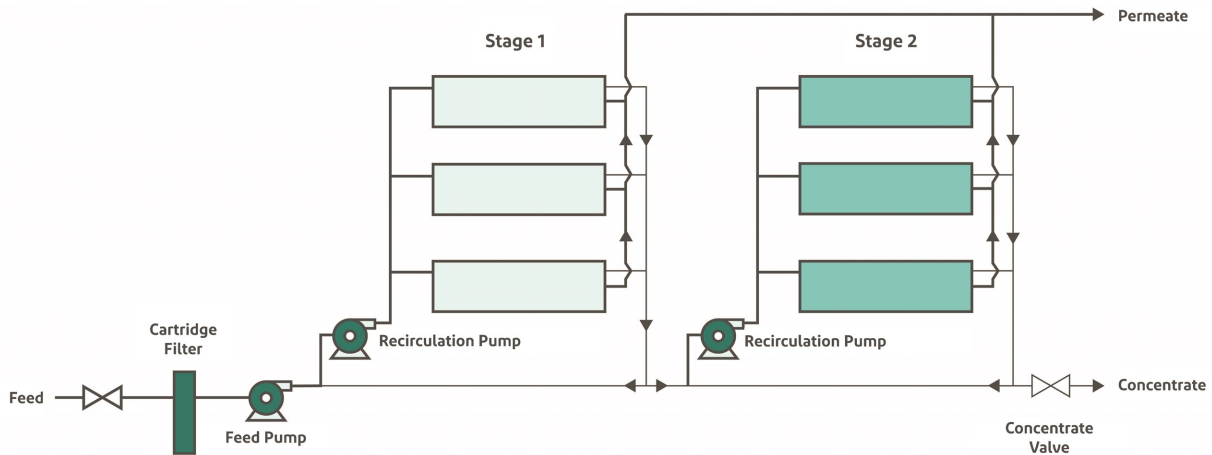 Permeate
Stage 1
Stage 2
Recirculation Pump
Recirculation Pump
Cartridge
Filter
Feed
Feed Pump
Concentrate
Concentrate
Valve